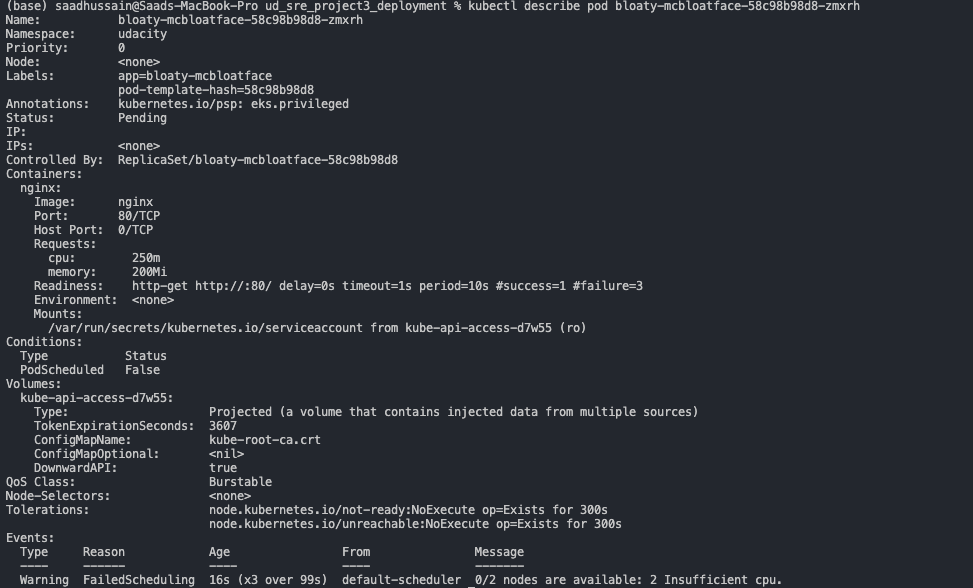 (base) saadhussain@Saads-MacBook-Pro ud_sre_project3_deployment % kubectl describe pod bloaty-mcbloatface-58c98b98d8-zmxrh
Name:           bloaty-mcbloatface-58c98b98d8-zmxrh
Namespace:      udacity
Priority:       0
Node:           <none>
Labels:         app=bloaty-mcbloatface
                pod-template-hash=58c98b98d8
Annotations:    kubernetes.io/psp: eks.privileged
Status:         Pending
IP:
IPs:            <none>
Controlled By:  ReplicaSet/bloaty-mcbloatface-58c98b98d8
Containers:
  nginx:
    Image:      nginx
    Port:       80/TCP
    Host Port:  0/TCP
    Requests:
      cpu:        250m
      memory:     200Mi
    Readiness:    http-get http://:80/ delay=0s timeout=1s period=10s #success=1 #failure=3
    Environment:  <none>
    Mounts:
      /var/run/secrets/kubernetes.io/serviceaccount from kube-api-access-d7w55 (ro)
Conditions:
  Type           Status
  PodScheduled   False
Volumes:
  kube-api-access-d7w55:
    Type:                    Projected (a volume that contains injected data from multiple sources)
    TokenExpirationSeconds:  3607
    ConfigMapName:           kube-root-ca.crt
    ConfigMapOptional:       <nil>
    DownwardAPI:             true
QoS Class:                   Burstable
Node-Selectors:              <none>
Tolerations:                 node.kubernetes.io/not-ready:NoExecute op=Exists for 300s
                             node.kubernetes.io/unreachable:NoExecute op=Exists for 300s
Events:
  Type     Reason            Age                From               Message
  ----     ------            ----               ----               -------
  Warning  FailedScheduling  16s (x3 over 99s)  default-scheduler  0/2 nodes are available: 2 Insufficient cpu.